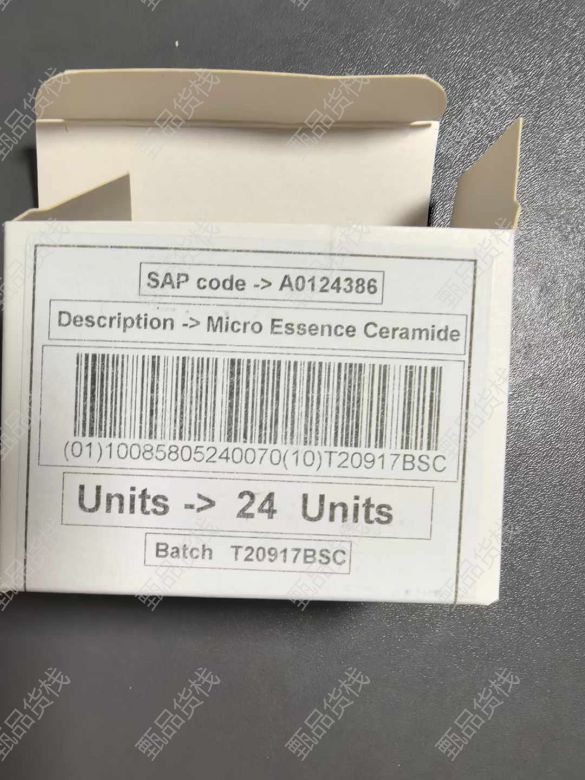 SAP code -> A0124386
Description -> Micro Essence Ceramide
(01)10085805240070(10)T20917BSC
Units -> 24 Units
Batch T20917BSC
甄品货栈